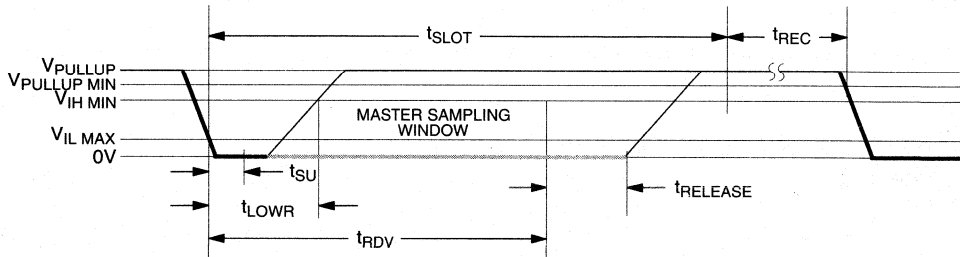 tSLOT
tREC
VPULLUP
VPULLUP MIN
VIH MIN
MASTER SAMPLING
WINDOW
VIL MAX
0V
tSU
tRELEASE
tLOWR
tRDV